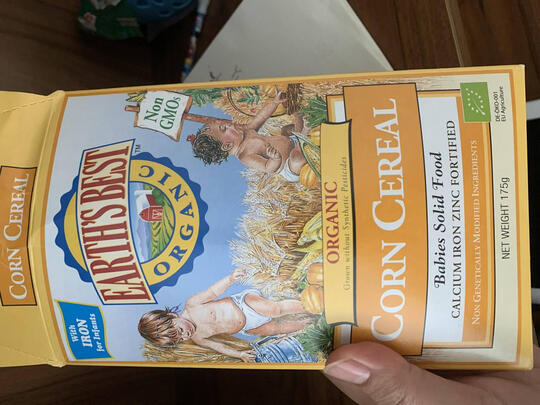 CORN CEREAL
With
IRON
for Infants
Non
GMOs
EARTH'S BEST™
ORGANIC
ORGANIC
Grown without Synthetic Pesticides
CORN CEREAL
Babies Solid Food
CALCIUM IRON ZINC FORTIFIED
NON GENETICALLY MODIFIED INGREDIENTS
DE-ÖKO-001
EU Agriculture
NET WEIGHT 175g